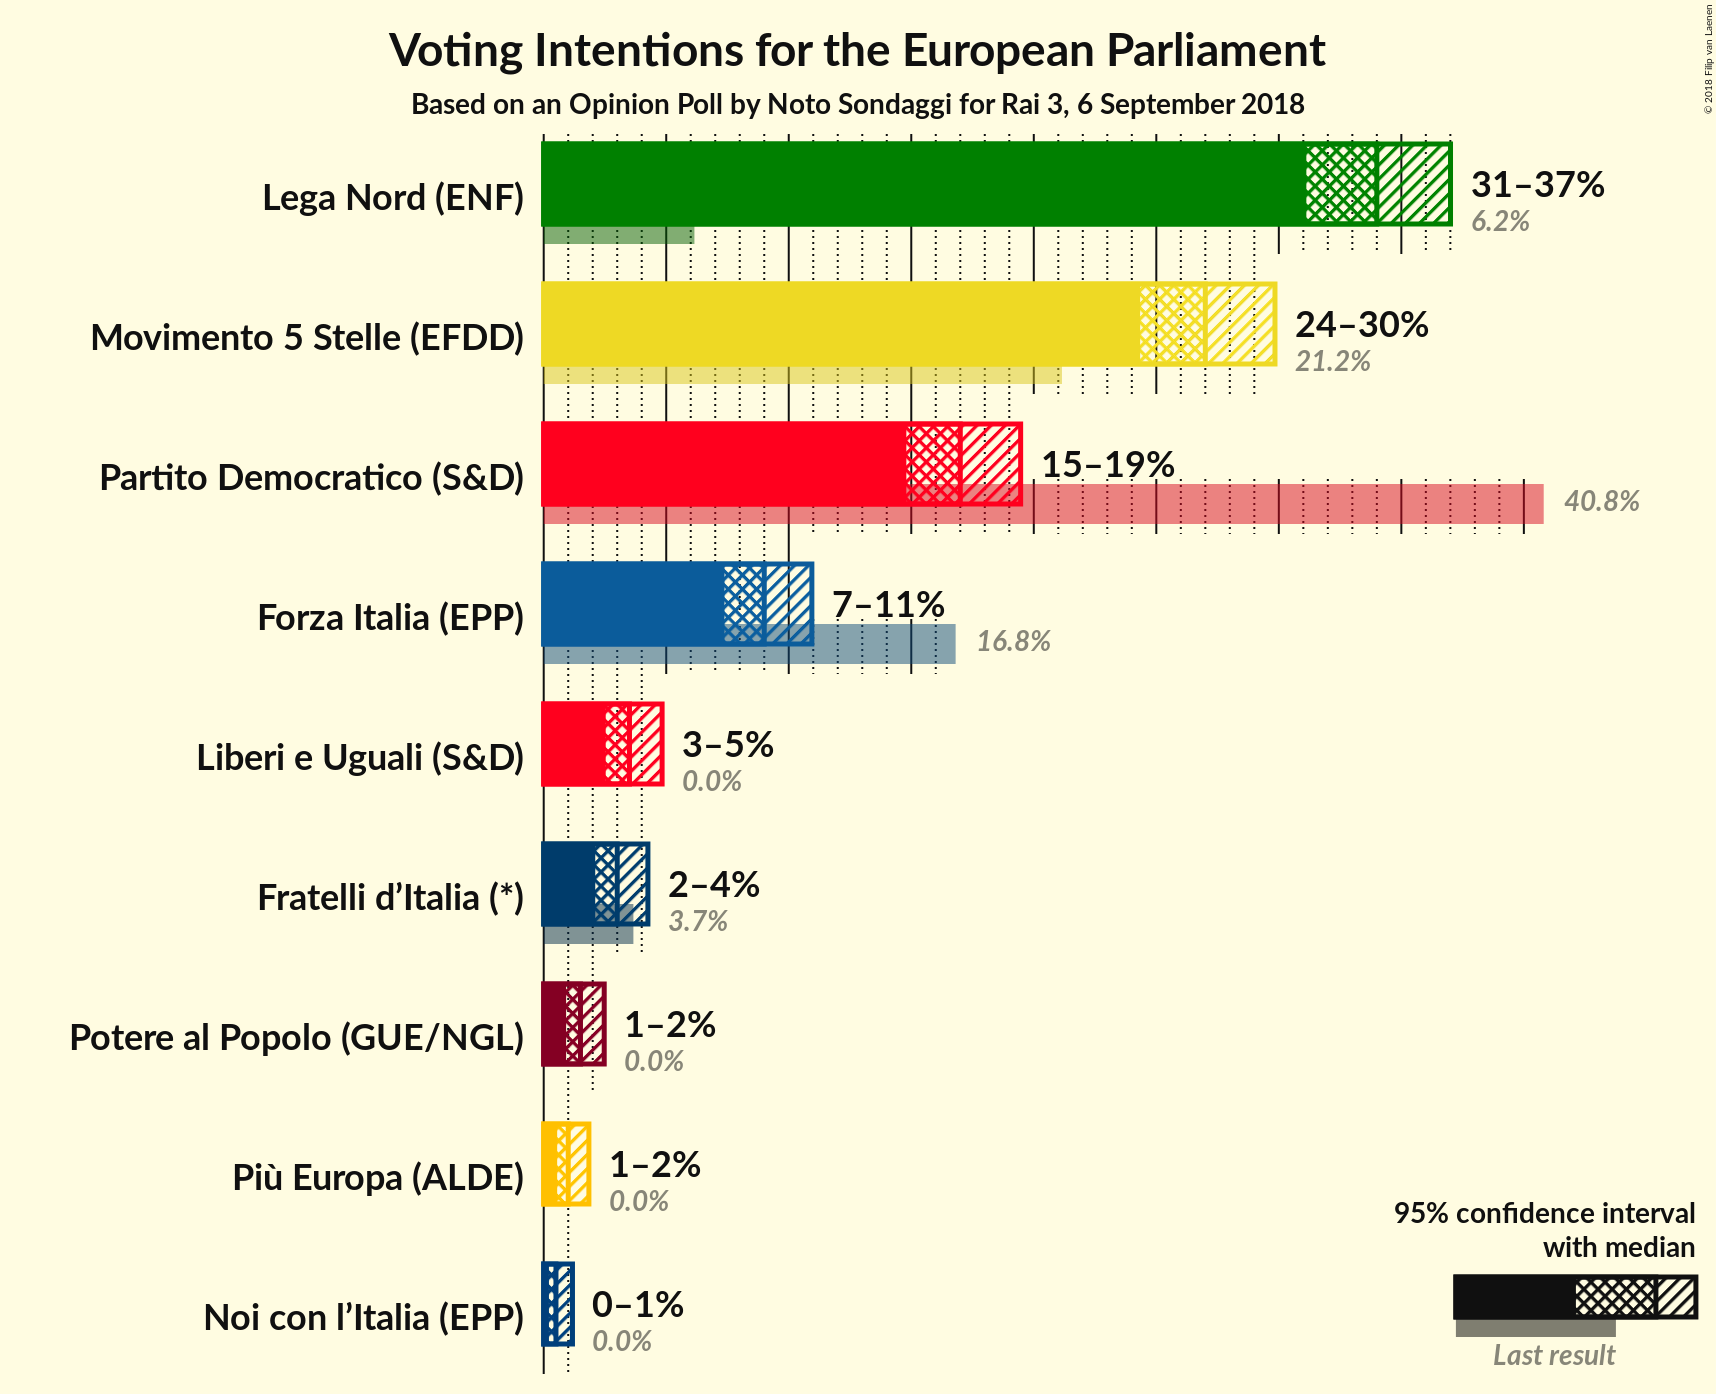 Voting Intentions for the European Parliament
Based on an Opinion Poll by Noto Sondaggi for Rai 3, 6 September 2018
© 2018 Filip van Laenen
Lega Nord (ENF)
31–37%
6.2%
Movimento 5 Stelle (EFDD)
24–30%
21.2%
Partito Democratico (S&D)
15–19%
40.8%
Forza Italia (EPP)
7–11%
16.8%
Liberi e Uguali (S&D)
3–5%
0.0%
Fratelli d’Italia (*)
2–4%
3.7%
Potere al Popolo (GUE/NGL)
1–2%
0.0%
Più Europa (ALDE)
1–2%
0.0%
Noi con l’Italia (EPP)
0–1%
0.0%
95% confidence interval
with median
Last result